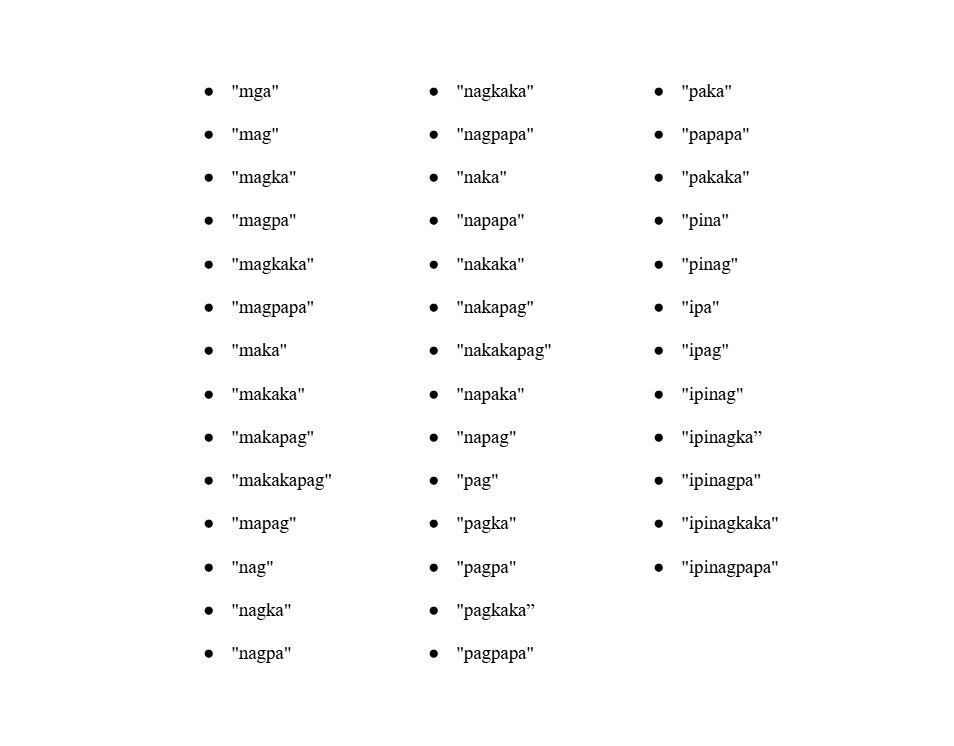 ● "mga"
● "mag"
● "magka"
● "magpa"
● "magkaka"
● "magpapa"
● "maka"
● "makaka"
● "makapag"
● "makakapag"
● "mapag"
● "nag"
● "nagka"
● "nagpa"
● "nagkaka"
● "nagpapa"
● "naka"
● "napapa"
● "nakaka"
● "nakapag"
● "nakakapag"
● "napaka"
● "napag"
● "pag"
● "pagka"
● "pagpa"
● "pagkaka”
● "pagpapa"
● "paka"
● "papapa"
● "pakaka"
● "pina"
● "pinag"
● "ipa"
● "ipag"
● "ipinag"
● "ipinagka”
● "ipinagpa"
● "ipinagkaka"
● "ipinagpapa"